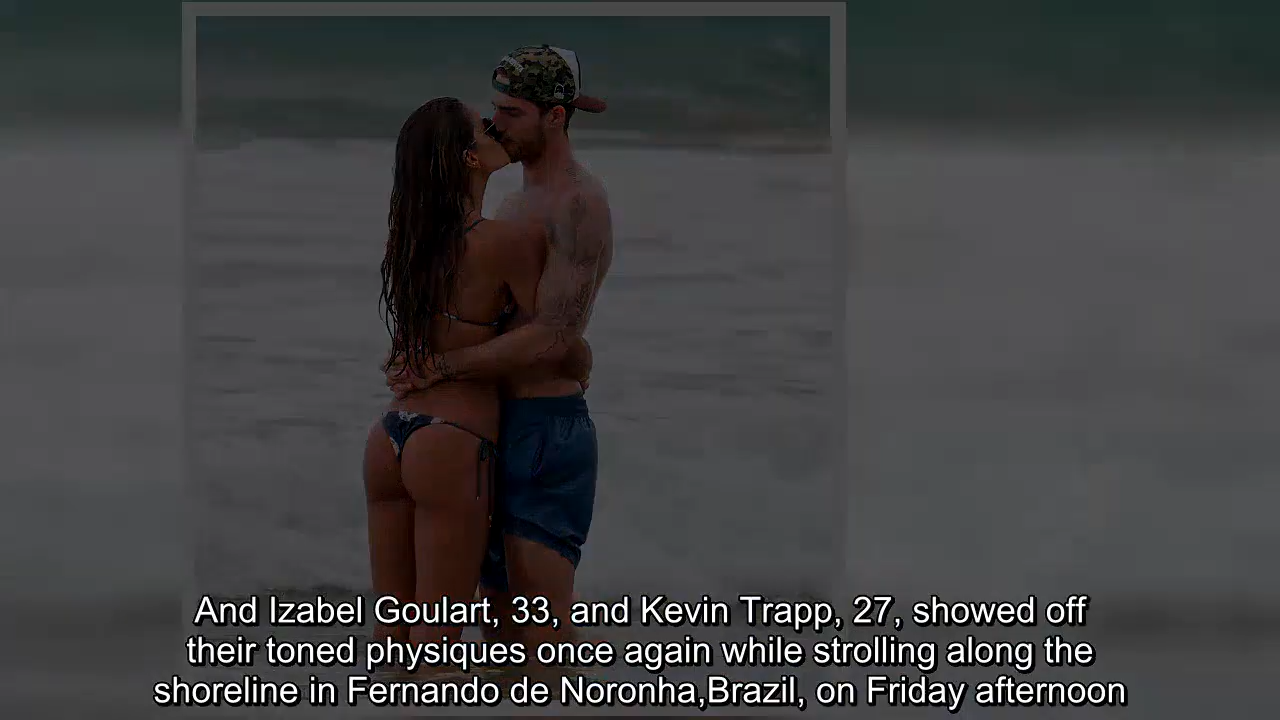 And Izabel Goulart, 33, and Kevin Trapp, 27, showed off
their toned physiques once again while strolling along the
shoreline in Fernando de Noronha,Brazil, on Friday afternoon